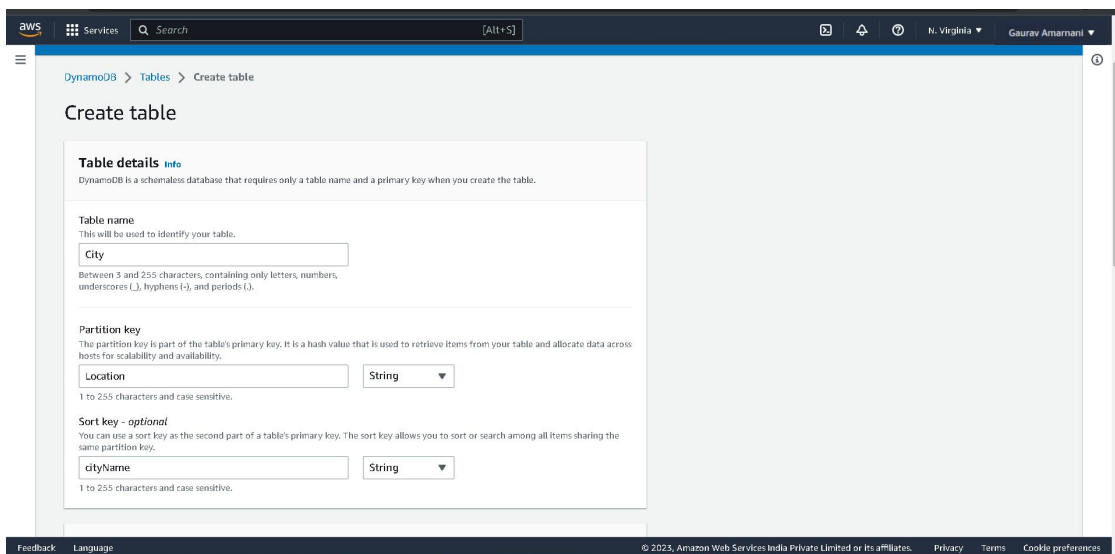 aws Services Search [Alt+S] N. Virginia ▼ Gaurav Amarnani ▼
DynamoDB > Tables > Create table
Create table
Table details Info
DynamoDB is a schemaless database that requires only a table name and a primary key when you create the table.
Table name
This will be used to identify your table.
City
Between 3 and 255 characters, containing only letters, numbers,
underscores (_), hyphens (-), and periods (.).
Partition key
The partition key is part of the table's primary key. It is a hash value that is used to retrieve items from your table and allocate data across
hosts for scalability and availability.
Location String ▼
1 to 255 characters and case sensitive.
Sort key - optional
You can use a sort key as the second part of a table's primary key. The sort key allows you to sort or search among all items sharing the
same partition key.
cityName String ▼
1 to 255 characters and case sensitive.
Feedback Language © 2023, Amazon Web Services India Private Limited or its affiliates. Privacy Terms Cookie preferences